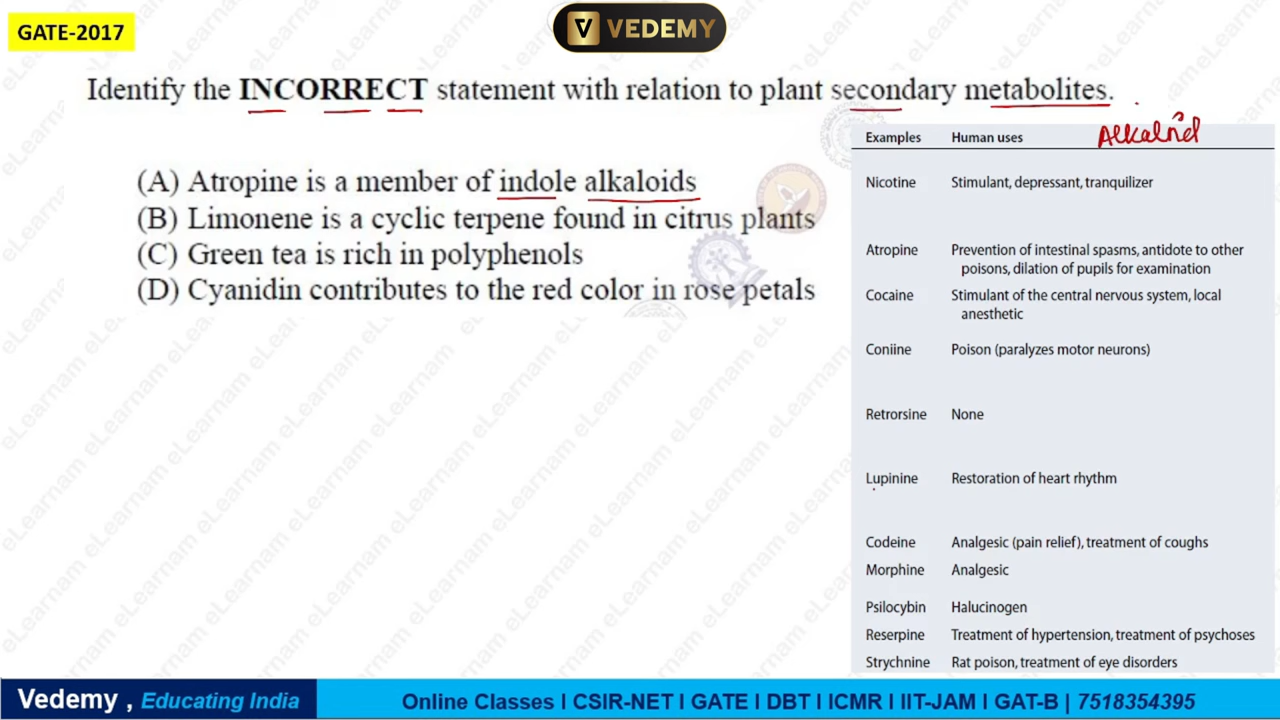 GATE-2017
VEDEMY
Identify the INCORRECT statement with relation to plant secondary metabolites.
(A) Atropine is a member of indole alkaloids
(B) Limonene is a cyclic terpene found in citrus plants
(C) Green tea is rich in polyphenols
(D) Cyanidin contributes to the red color in rose petals
Alkaloid
Examples Human uses
Nicotine Stimulant, depressant, tranquilizer
Atropine Prevention of intestinal spasms, antidote to other
poisons, dilation of pupils for examination
Cocaine Stimulant of the central nervous system, local
anesthetic
Coniine Poison (paralyzes motor neurons)
Retrorsine None
Lupinine Restoration of heart rhythm
Codeine Analgesic (pain relief), treatment of coughs
Morphine Analgesic
Psilocybin Halucinogen
Reserpine Treatment of hypertension, treatment of psychoses
Strychnine Rat poison, treatment of eye disorders
Vedemy , Educating India
Online Classes I CSIR-NET I GATE I DBT I ICMR I IIT-JAM I GAT-B | 7518354395
eLearnam